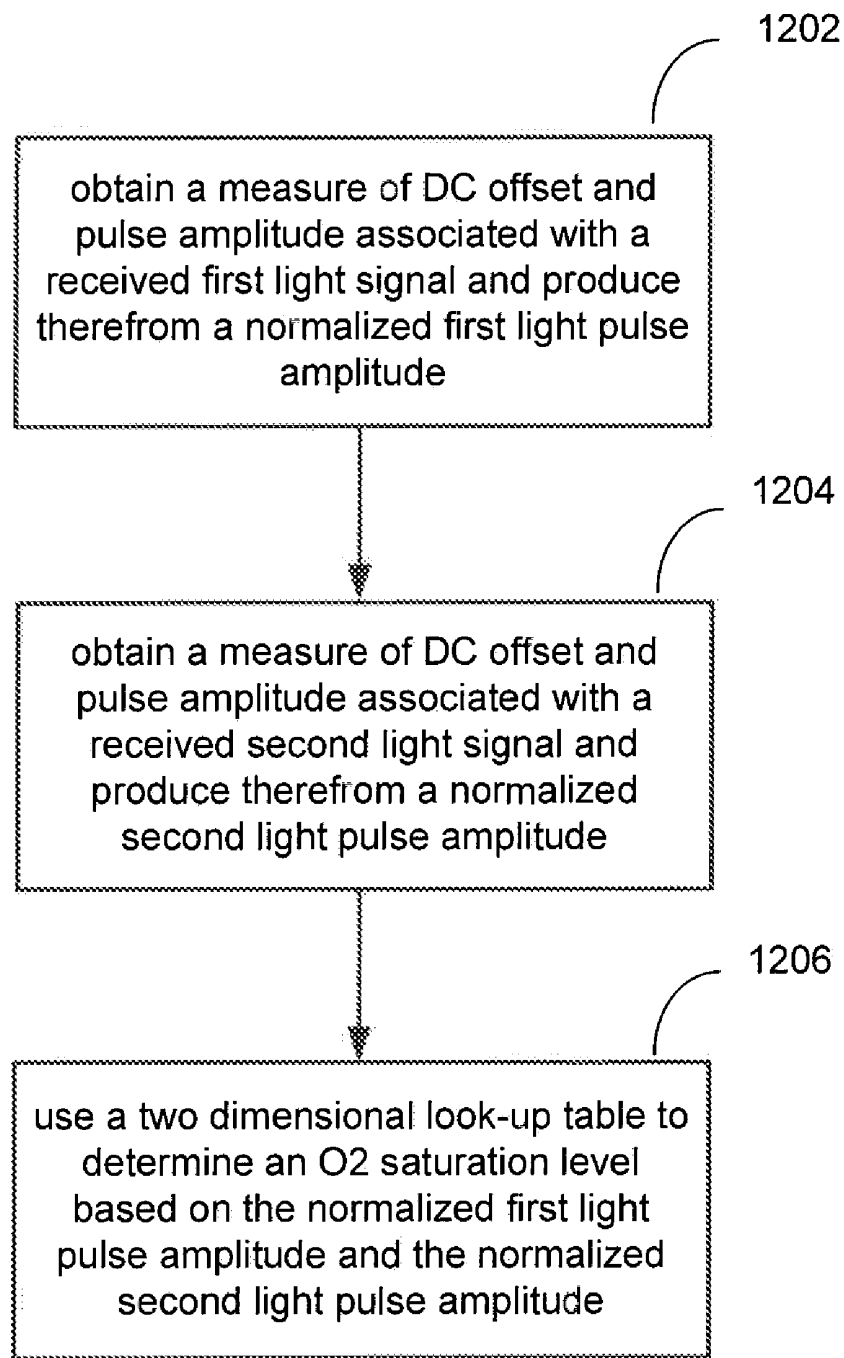 1202
obtain a measure of DC offset and
pulse amplitude associated with a
received first light signal and produce
therefrom a normalized first light pulse
amplitude
1204
obtain a measure of DC offset and
pulse amplitude associated with a
received second light signal and
produce therefrom a normalized
second light pulse amplitude
1206
use a two dimensional look-up table to
determine an O2 saturation level
based on the normalized first light
pulse amplitude and the normalized
second light pulse amplitude